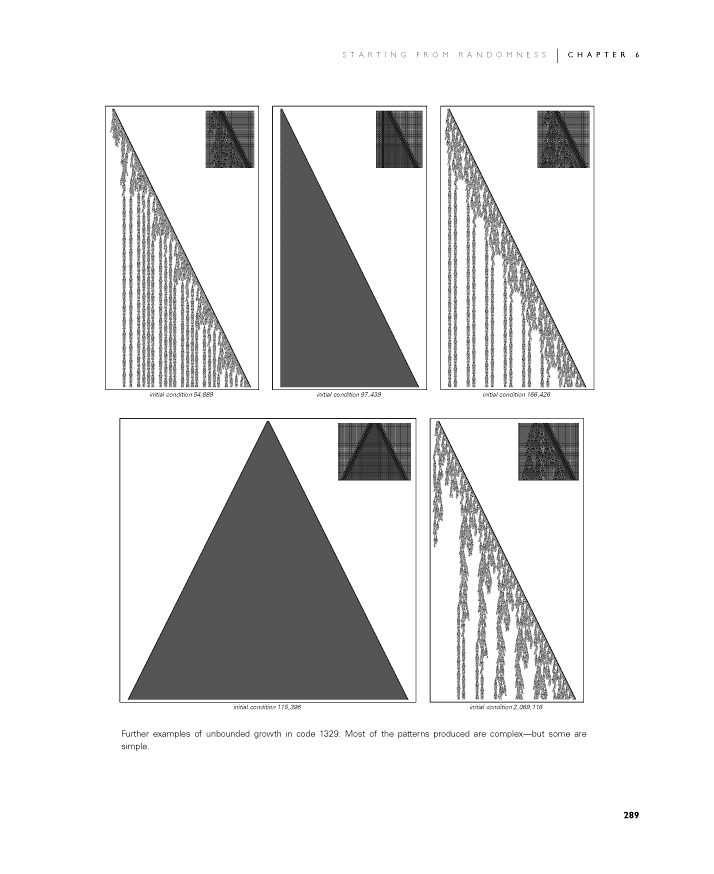 STARTING FROM RANDOMNESS | CHAPTER 6
initial condition 54,889
initial condition 97,439
initial condition 166,426
initial condition 115,396
initial condition 2,069,116
Further examples of unbounded growth in code 1329. Most of the patterns produced are complex—but some are
simple.
289